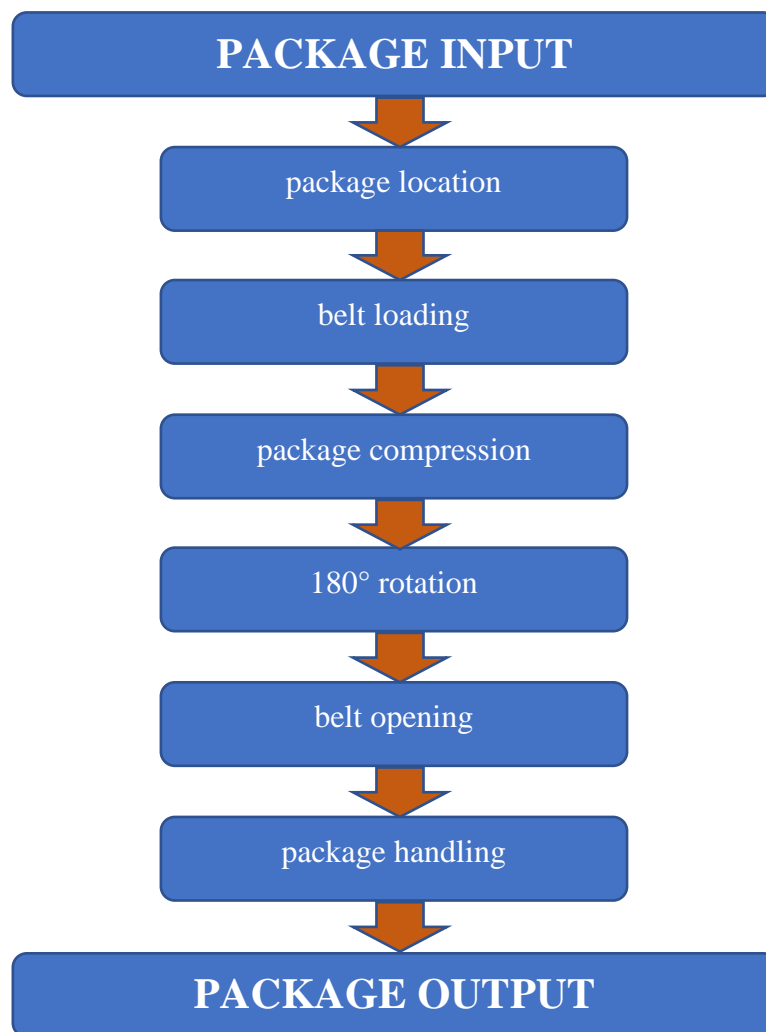 PACKAGE INPUT
package location
belt loading
package compression
180° rotation
belt opening
package handling
PACKAGE OUTPUT